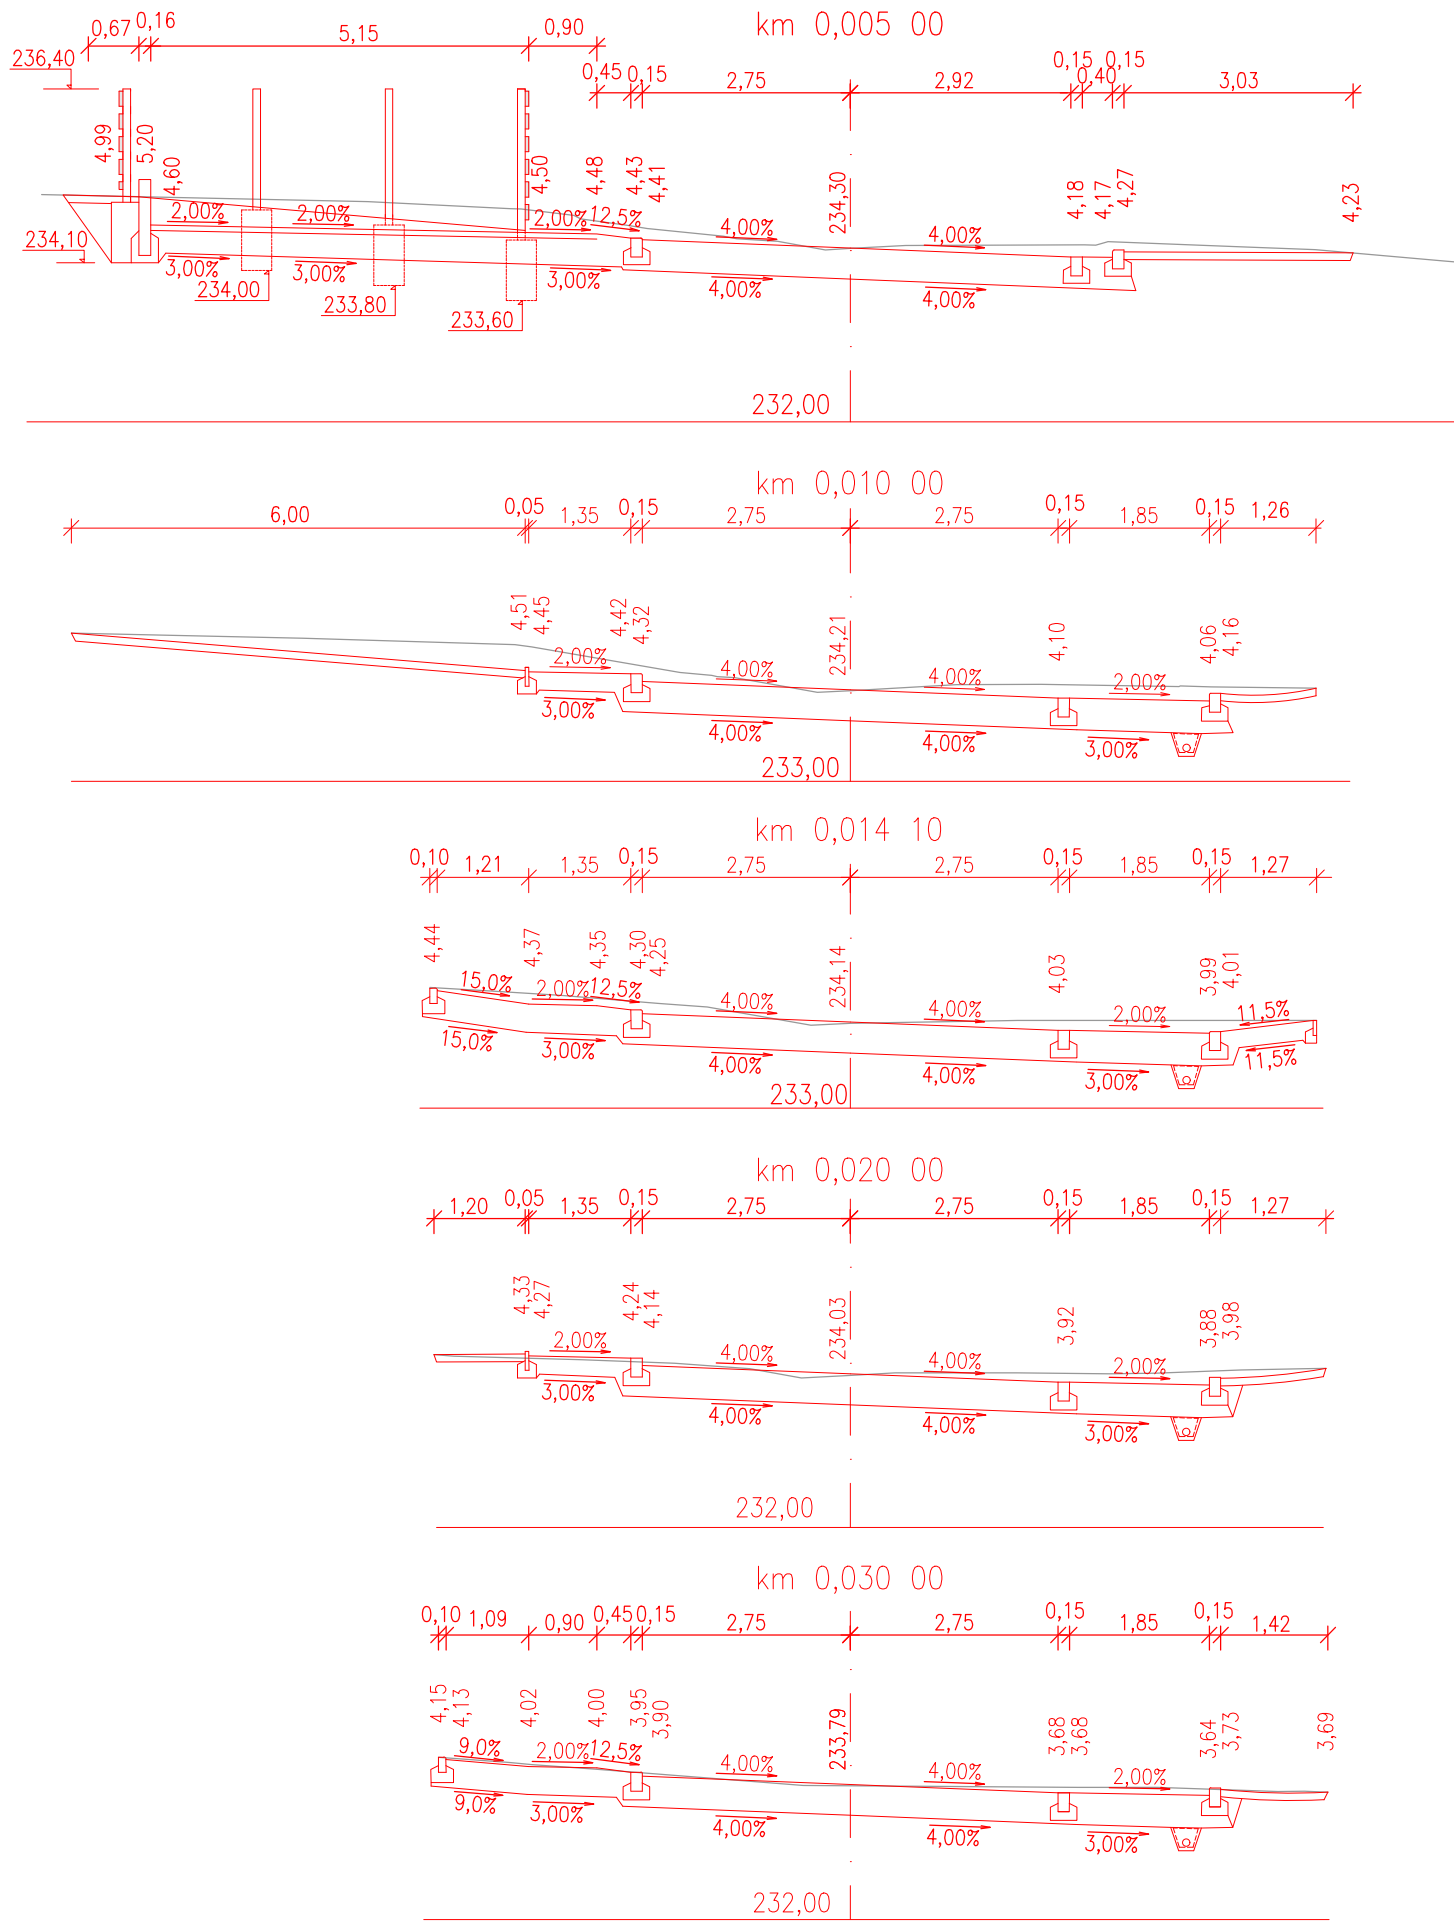 km 0,005 00
0,67 0,16 5,15 0,90
236,40
0,45 0,15 2,75 2,92 0,15 0,40 0,15 3,03
4,99 5,20 4,60 4,50 4,48 4,43 4,41 234,30 4,18 4,17 4,27 4,23
2,00% 2,00% 2,00% 12,5% 4,00% 4,00%
234,10
3,00% 3,00% 3,00% 4,00% 4,00%
234,00
233,80
233,60
232,00
km 0,010 00
6,00 0,05 1,35 0,15 2,75 2,75 0,15 1,85 0,15 1,26
4,51 4,45 4,42 4,32 234,21 4,10 4,06 4,16
2,00% 4,00% 4,00% 2,00%
3,00% 4,00% 4,00% 3,00%
233,00
km 0,014 10
0,10 1,21 1,35 0,15 2,75 2,75 0,15 1,85 0,15 1,27
4,44 4,37 4,35 4,30 4,25 234,14 4,03 3,99 4,01
15,0% 2,00% 12,5% 4,00% 4,00% 2,00% 11,5%
15,0% 3,00% 4,00% 4,00% 3,00% 11,5%
233,00
km 0,020 00
1,20 0,05 1,35 0,15 2,75 2,75 0,15 1,85 0,15 1,27
4,33 4,27 4,24 4,14 234,03 3,92 3,88 3,98
2,00% 4,00% 4,00% 2,00%
3,00% 4,00% 4,00% 3,00%
232,00
km 0,030 00
0,10 1,09 0,90 0,45 0,15 2,75 2,75 0,15 1,85 0,15 1,42
4,15 4,13 4,02 4,00 3,95 3,90 233,79 3,68 3,68 3,64 3,73 3,69
9,0% 2,00% 12,5% 4,00% 4,00% 2,00%
9,0% 3,00% 4,00% 4,00% 3,00%
232,00